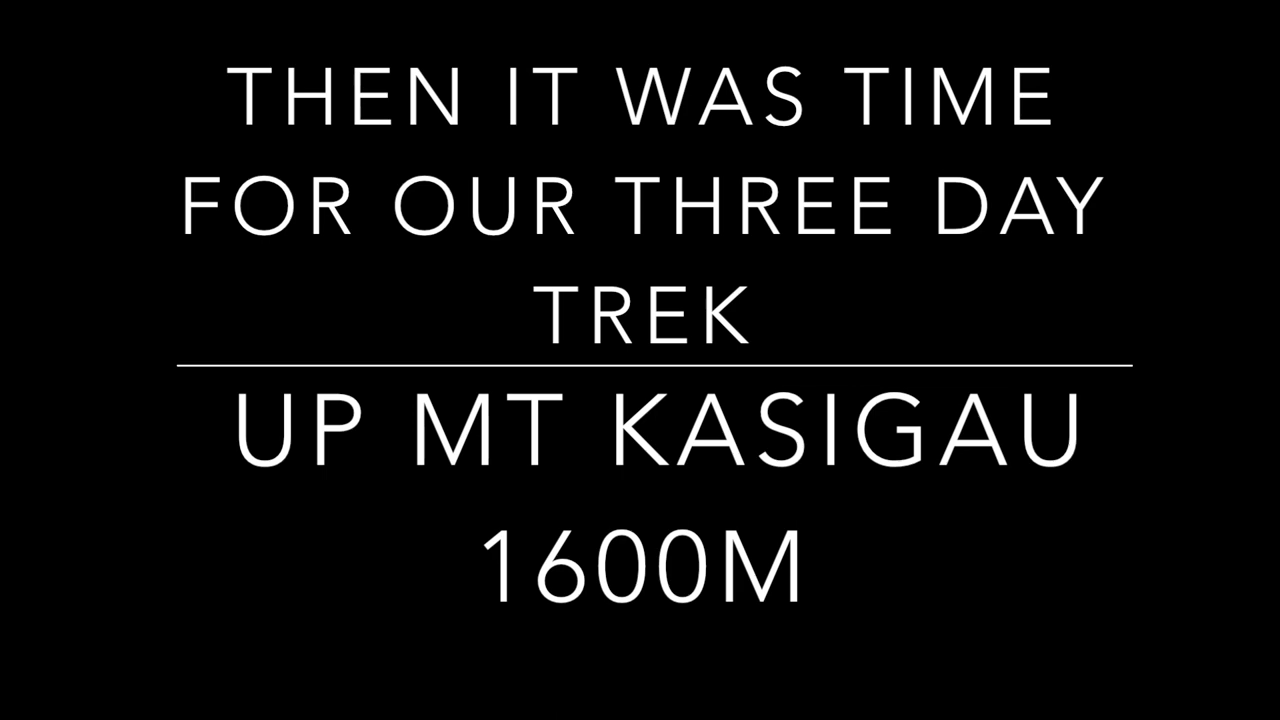 THEN IT WAS TIME
FOR OUR THREE DAY
TREK
UP MT KASIGAU
1600M